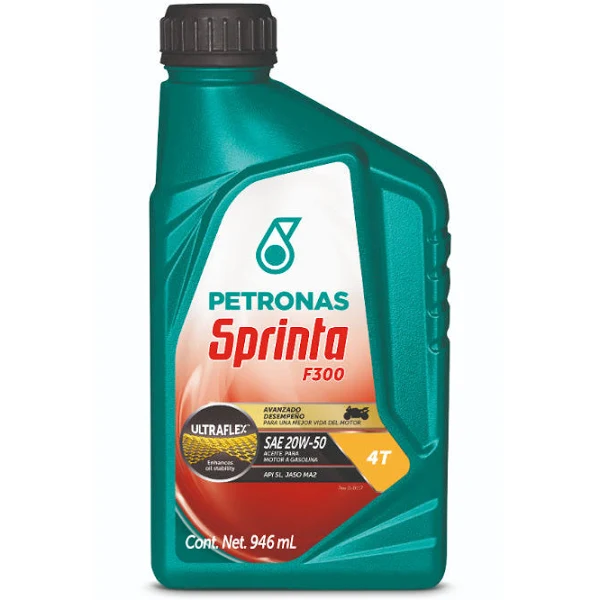 PETRONAS
Sprinta
F300
AVANZADO
DESEMPEÑO
PARA UNA MEJOR VIDA DEL MOTOR
ULTRAFLEX™
Enhances
oil stability
SAE 20W-50
ACEITE PARA
MOTOR A GASOLINA
API SL, JASO MA2
4T
Cont. Net. 946 mL